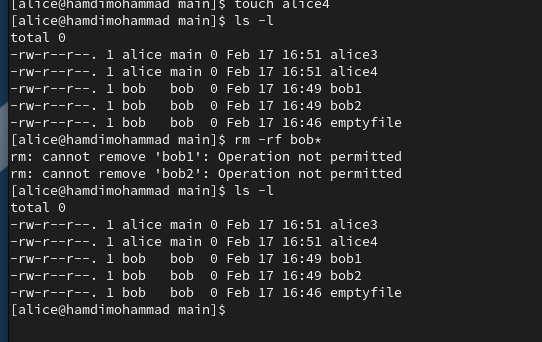 [alice@hamdimohammad main]$ touch alice4
[alice@hamdimohammad main]$ ls -l
total 0
-rw-r--r--. 1 alice main 0 Feb 17 16:51 alice3
-rw-r--r--. 1 alice main 0 Feb 17 16:51 alice4
-rw-r--r--. 1 bob   bob  0 Feb 17 16:49 bob1
-rw-r--r--. 1 bob   bob  0 Feb 17 16:49 bob2
-rw-r--r--. 1 bob   bob  0 Feb 17 16:46 emptyfile
[alice@hamdimohammad main]$ rm -rf bob*
rm: cannot remove 'bob1': Operation not permitted
rm: cannot remove 'bob2': Operation not permitted
[alice@hamdimohammad main]$ ls -l
total 0
-rw-r--r--. 1 alice main 0 Feb 17 16:51 alice3
-rw-r--r--. 1 alice main 0 Feb 17 16:51 alice4
-rw-r--r--. 1 bob   bob  0 Feb 17 16:49 bob1
-rw-r--r--. 1 bob   bob  0 Feb 17 16:49 bob2
-rw-r--r--. 1 bob   bob  0 Feb 17 16:46 emptyfile
[alice@hamdimohammad main]$